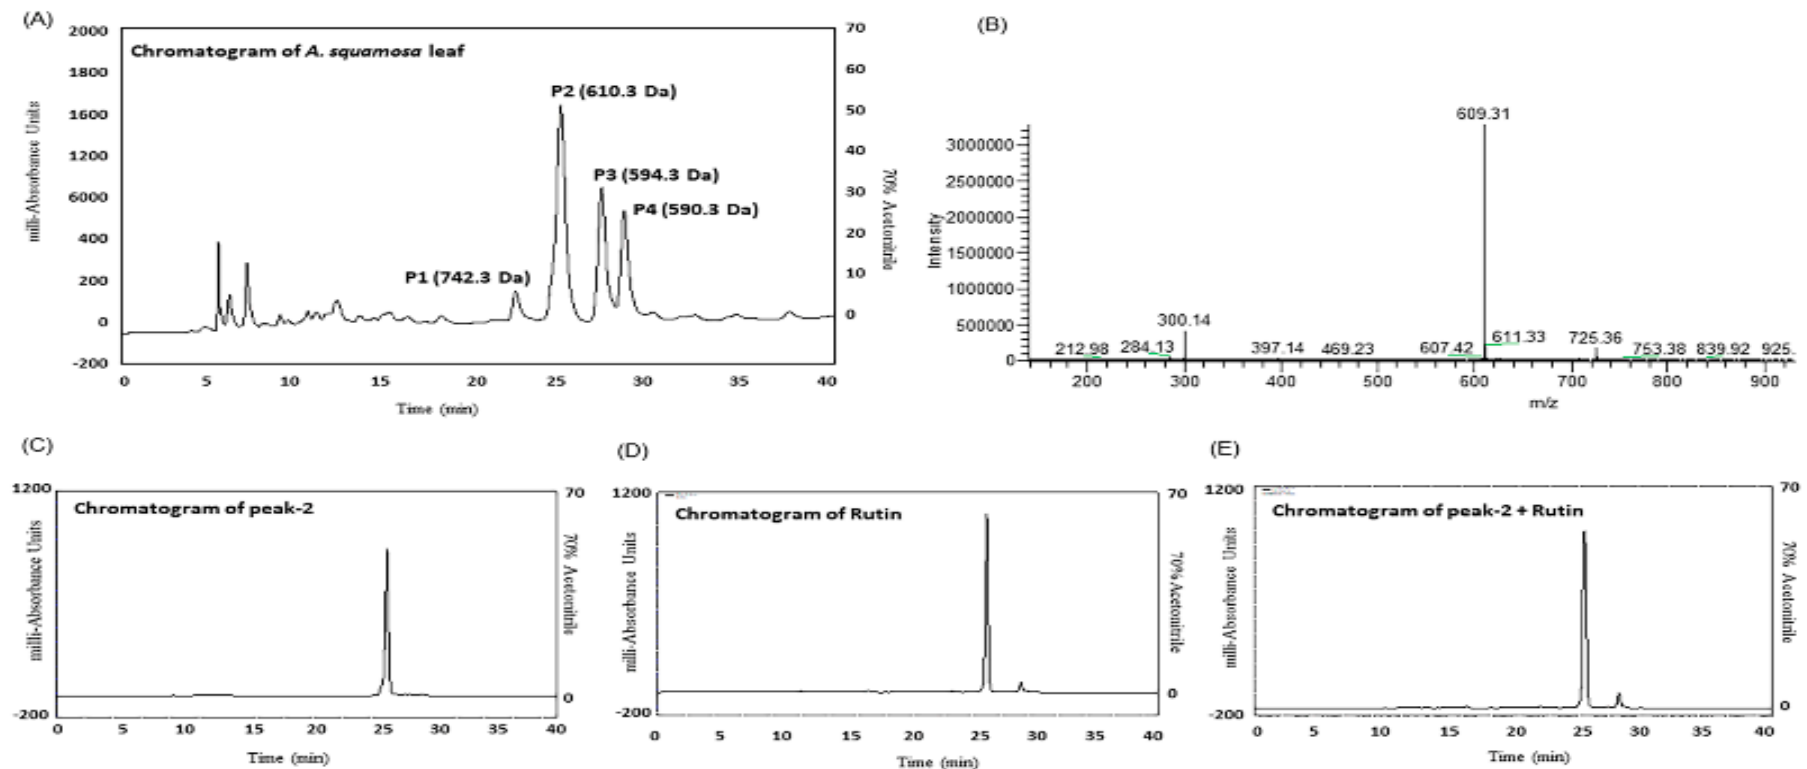 (A)
2000
1800
1600
1200
6000
400
200
0
-200
milli-Absorbance Units
Chromatogram of A. squamosa leaf
P1 (742.3 Da)
P2 (610.3 Da)
P3 (594.3 Da)
P4 (590.3 Da)
70
60
50
40
30
20
10
0
70% Acetonitrile
0 5 10 15 20 25 30 35 40
Time (min)
(B)
Intensity
3000000
2500000
2000000
1500000
1000000
500000
0
609.31
300.14
212.98 284.13 397.14 469.23 607.42 611.33 725.36 753.38 839.92 925.
200 300 400 500 600 700 800 900
m/z
(C)
1200
-200
milli-Absorbance Units
Chromatogram of peak-2
70
0
70% Acetonitrile
0 5 10 15 20 25 30 35 40
Time (min)
(D)
1200
-200
milli-Absorbance Units
Chromatogram of Rutin
70
0
70% Acetonitrile
0 5 10 15 20 25 30 35 40
Time (min)
(E)
1200
-200
milli-Absorbance Units
Chromatogram of peak-2 + Rutin
70
0
70% Acetonitrile
0 5 10 15 20 25 30 35 40
Time (min)